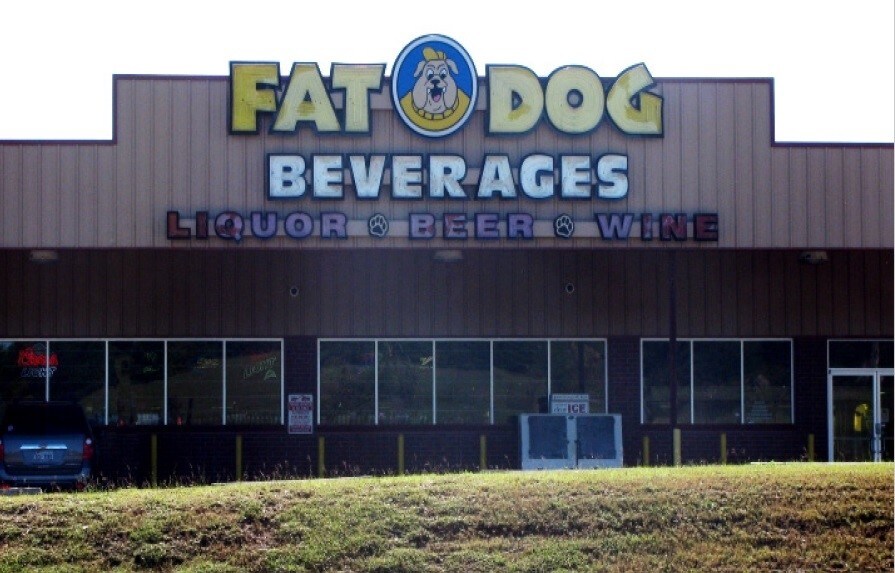 FAT DOG
BEVERAGES
LIQUOR BEER WINE
ICE